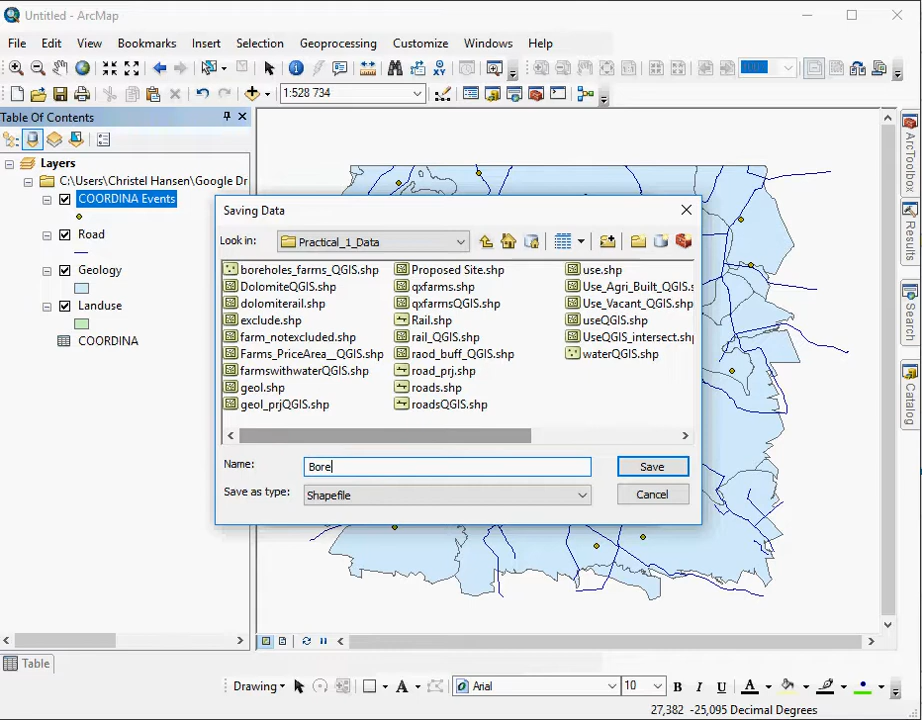 Untitled - ArcMap
File Edit View Bookmarks Insert Selection Geoprocessing Customize Windows Help
1:528 734
Table Of Contents
Layers
C:\Users\Christel Hansen\Google Dr
COORDINA Events
Road
Geology
Landuse
COORDINA
Saving Data
Look in: Practical_1_Data
boreholes_farms_QGIS.shp Proposed Site.shp use.shp
DolomiteQGIS.shp qxfarms.shp Use_Agri_Built_QGIS.s
dolomiterail.shp qxfarmsQGIS.shp Use_Vacant_QGIS.shp
exclude.shp Rail.shp useQGIS.shp
farm_notexcluded.shp rail_QGIS.shp UseQGIS_intersect.shp
Farms_PriceArea__QGIS.shp raod_buff_QGIS.shp waterQGIS.shp
farmswithwaterQGIS.shp road_prj.shp
geol.shp roads.shp
geol_prjQGIS.shp roadsQGIS.shp
Name: Bore Save
Save as type: Shapefile Cancel
ArcToolbox
Results
Search
Catalog
Table
Drawing Arial 10 B I U A
27,382 -25,095 Decimal Degrees